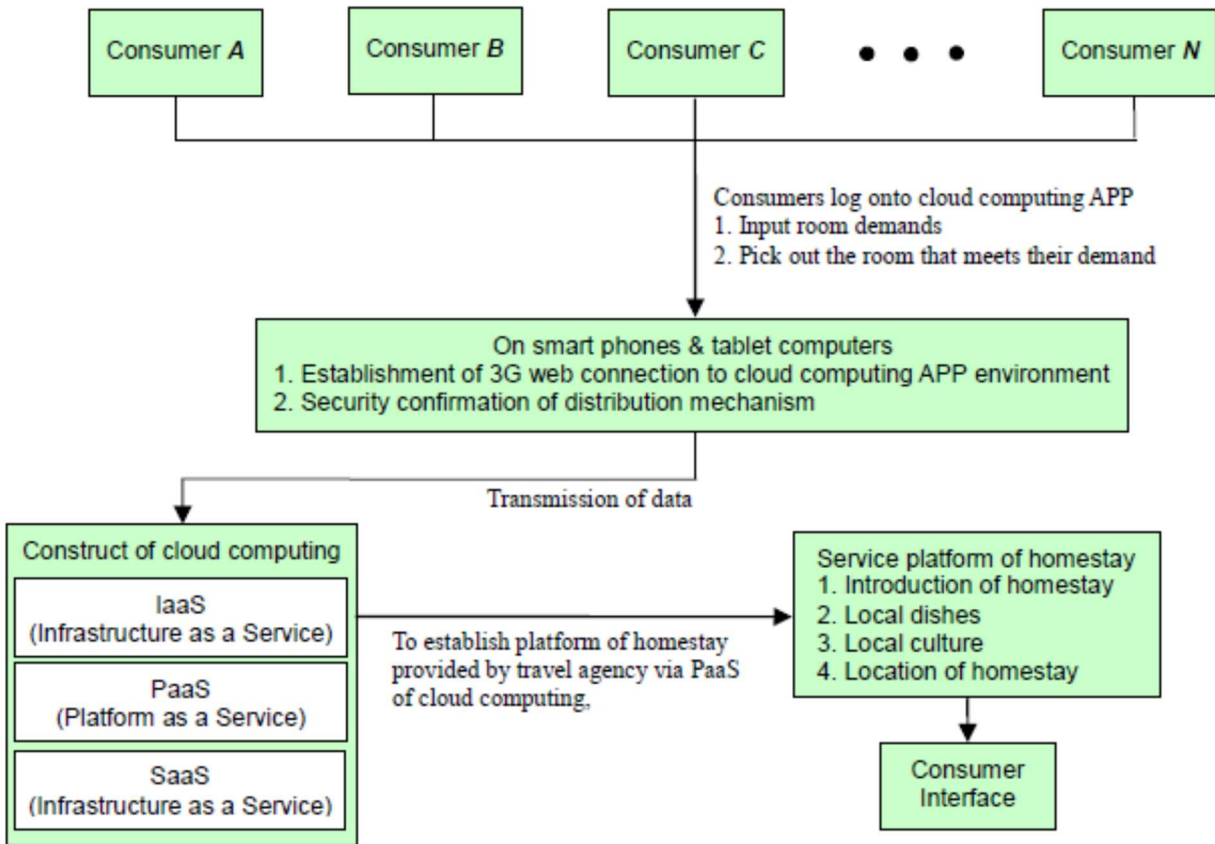 Consumer A
Consumer B
Consumer C
Consumer N
Consumers log onto cloud computing APP
1. Input room demands
2. Pick out the room that meets their demand
On smart phones & tablet computers
1. Establishment of 3G web connection to cloud computing APP environment
2. Security confirmation of distribution mechanism
Transmission of data
Construct of cloud computing
IaaS
(Infrastructure as a Service)
PaaS
(Platform as a Service)
SaaS
(Infrastructure as a Service)
To establish platform of homestay
provided by travel agency via PaaS
of cloud computing,
Service platform of homestay
1. Introduction of homestay
2. Local dishes
3. Local culture
4. Location of homestay
Consumer
Interface